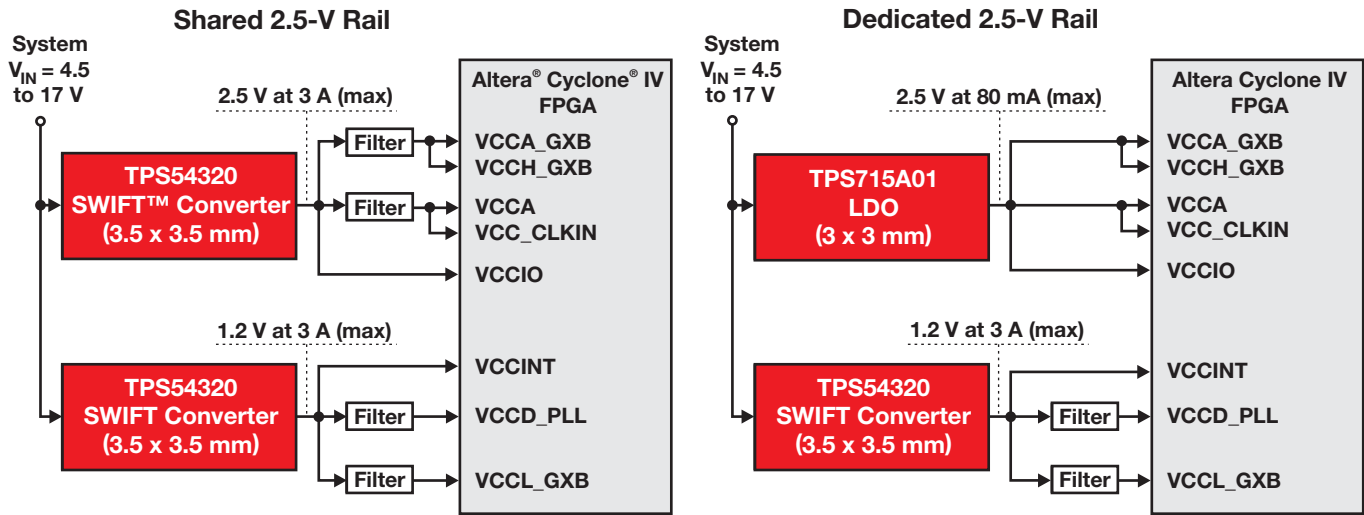 Shared 2.5-V Rail
System
V_IN = 4.5
to 17 V
2.5 V at 3 A (max)
TPS54320
SWIFT™ Converter
(3.5 x 3.5 mm)
Filter
Filter
Altera® Cyclone® IV
FPGA
VCCA_GXB
VCCH_GXB
VCCA
VCC_CLKIN
VCCIO
1.2 V at 3 A (max)
TPS54320
SWIFT Converter
(3.5 x 3.5 mm)
Filter
Filter
VCCINT
VCCD_PLL
VCCL_GXB
Dedicated 2.5-V Rail
System
V_IN = 4.5
to 17 V
2.5 V at 80 mA (max)
TPS715A01
LDO
(3 x 3 mm)
Altera Cyclone IV
FPGA
VCCA_GXB
VCCH_GXB
VCCA
VCC_CLKIN
VCCIO
1.2 V at 3 A (max)
TPS54320
SWIFT Converter
(3.5 x 3.5 mm)
Filter
Filter
VCCINT
VCCD_PLL
VCCL_GXB